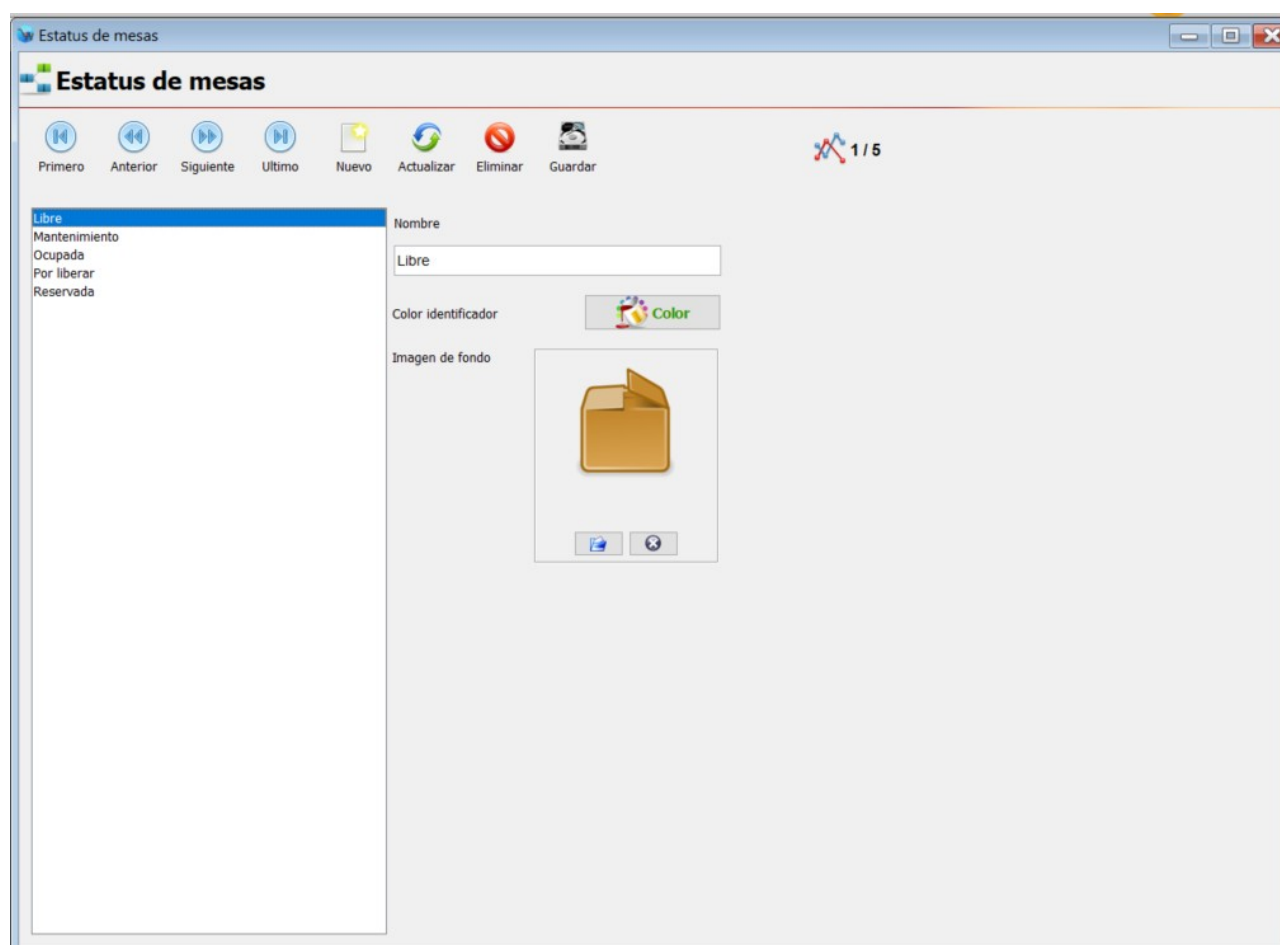 Estatus de mesas
Estatus de mesas
Primero Anterior Siguiente Ultimo Nuevo Actualizar Eliminar Guardar
1 / 5
Libre
Mantenimiento
Ocupada
Por liberar
Reservada
Nombre
Libre
Color identificador
Color
Imagen de fondo